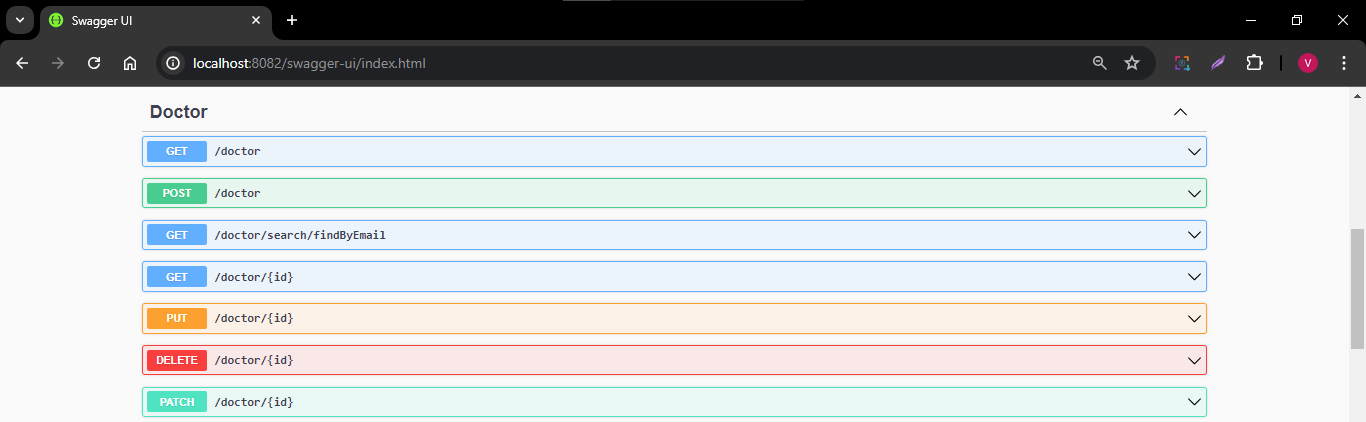 Swagger UI
localhost:8082/swagger-ui/index.html
V
Doctor
GET /doctor
POST /doctor
GET /doctor/search/findByEmail
GET /doctor/{id}
PUT /doctor/{id}
DELETE /doctor/{id}
PATCH /doctor/{id}